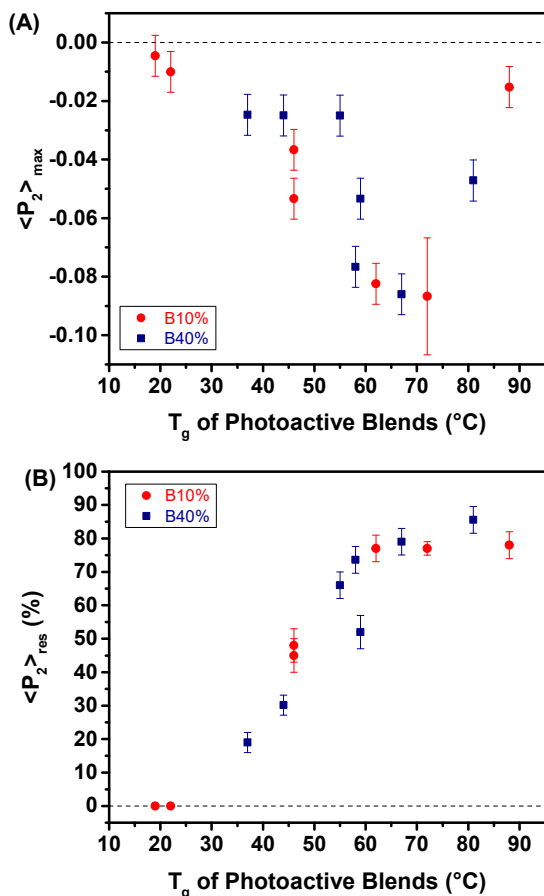 (A)
0.00
-0.02
-0.04
-0.06
-0.08
-0.10
<P2>max
B10%
B40%
10 20 30 40 50 60 70 80 90
Tg of Photoactive Blends (°C)
(B)
100
90
80
70
60
50
40
30
20
10
0
<P2>res (%)
B10%
B40%
10 20 30 40 50 60 70 80 90
Tg of Photoactive Blends (°C)